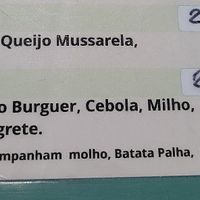 Queijo Mussarela,
o Burguer, Cebola, Milho,
grete.
mpanham molho, Batata Palha,